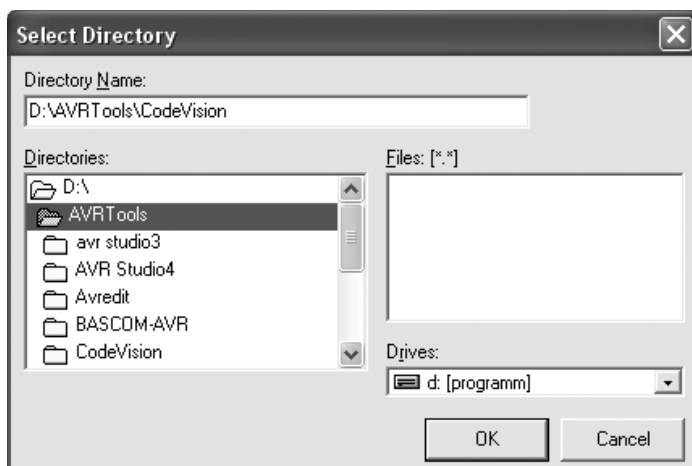 Select Directory
Directory Name:
D:\AVRTools\CodeVision
Directories:
D:\
AVRTools
avr studio3
AVR Studio4
Avredit
BASCOM-AVR
CodeVision
Files: [*.*]
Drives:
d: [programm]
OK
Cancel